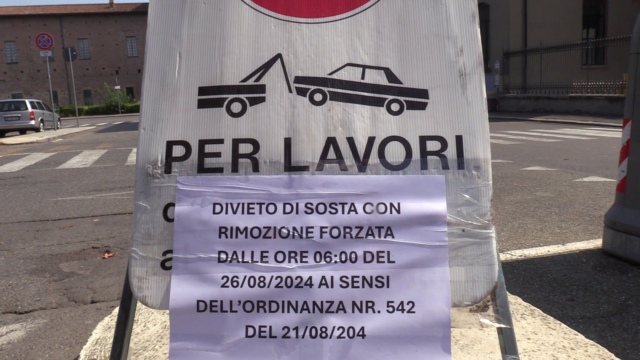 PER LAVORI
d
a
DIVIETO DI SOSTA CON
RIMOZIONE FORZATA
DALLE ORE 06:00 DEL
26/08/2024 AI SENSI
DELL'ORDINANZA NR. 542
DEL 21/08/204